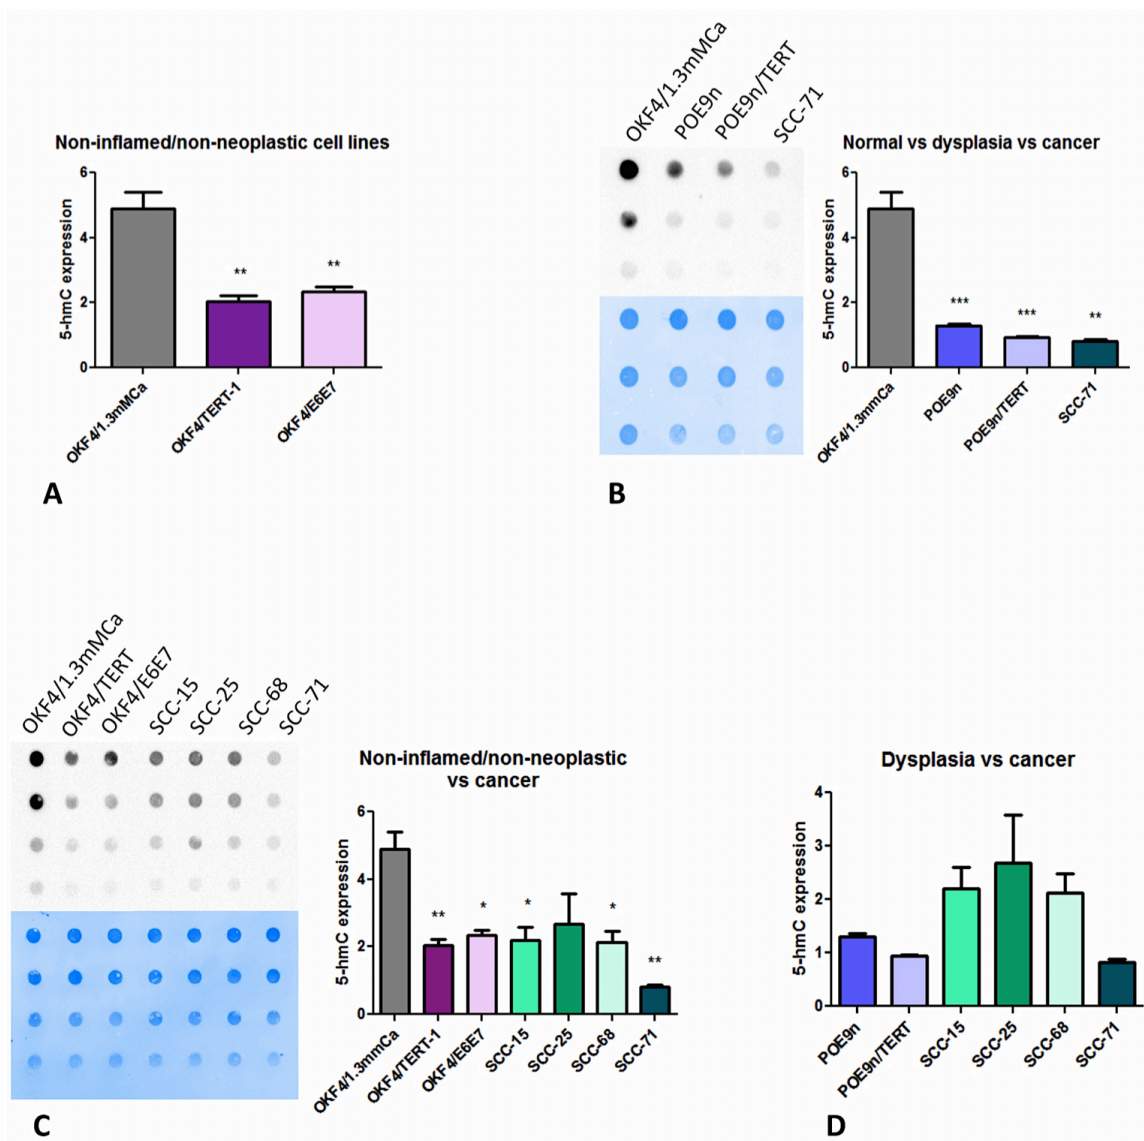 Non-inflamed/non-neoplastic cell lines
5-hmC expression
6
4
2
0
**
**
OKF4/1.3mMCa
OKF4/TERT-1
OKF4/E6E7
A
OKF4/1.3mMCa
POE9n
POE9n/TERT
SCC-71
Normal vs dysplasia vs cancer
5-hmC expression
6
4
2
0
***
***
**
OKF4/1.3mmCa
POE9n
POE9n/TERT
SCC-71
B
OKF4/1.3mMCa
OKF4/TERT
OKF4/E6E7
SCC-15
SCC-25
SCC-68
SCC-71
Non-inflamed/non-neoplastic
vs cancer
5-hmC expression
6
4
2
0
**
*
*
*
**
OKF4/1.3mmCa
OKF4/TERT-1
OKF4/E6E7
SCC-15
SCC-25
SCC-68
SCC-71
C
Dysplasia vs cancer
5-hmC expression
4
3
2
1
0
POE9n
POE9n/TERT
SCC-15
SCC-25
SCC-68
SCC-71
D